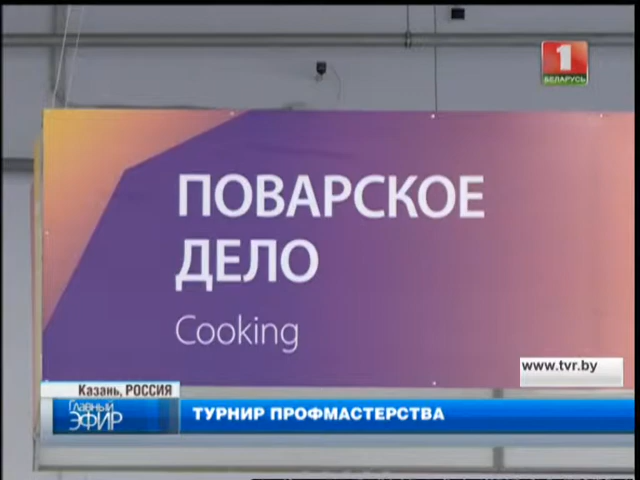 1
БЕЛАРУСЬ
ПОВАРСКОЕ
ДЕЛО
Cooking
www.tvr.by
Казань, РОССИЯ
Главный
ЭФИР
ТУРНИР ПРОФМАСТЕРСТВА